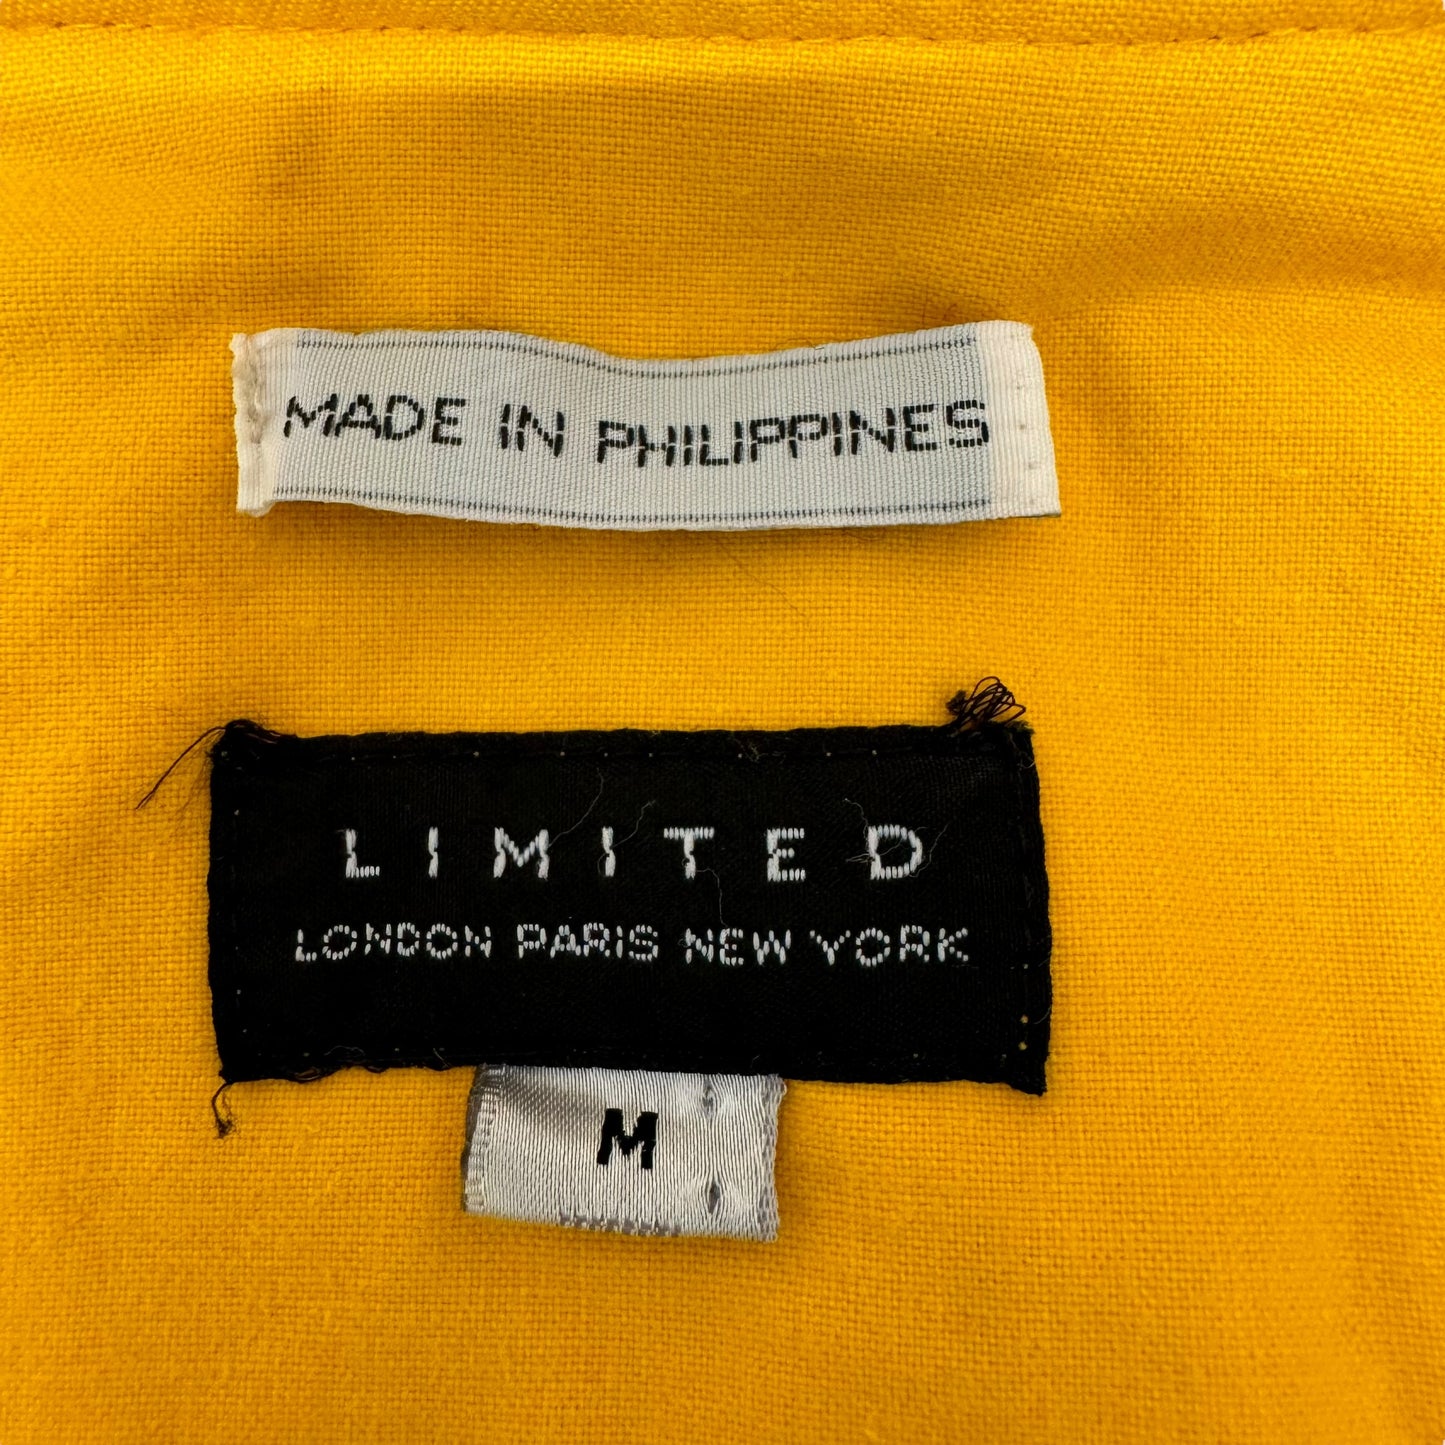 MADE IN PHILIPPINES
LIMITED
LONDON PARIS NEW YORK
M